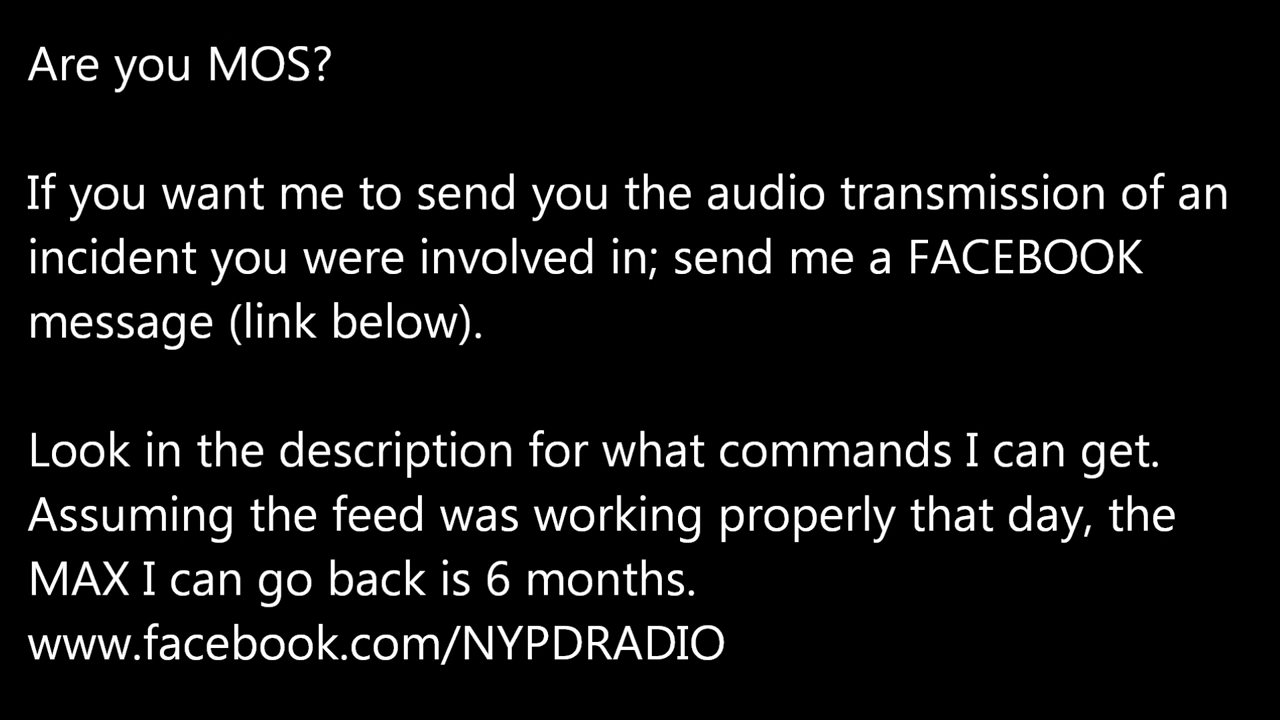 Are you MOS?
If you want me to send you the audio transmission of an
incident you were involved in; send me a FACEBOOK
message (link below).
Look in the description for what commands I can get.
Assuming the feed was working properly that day, the
MAX I can go back is 6 months.
www.facebook.com/NYPDRADIO